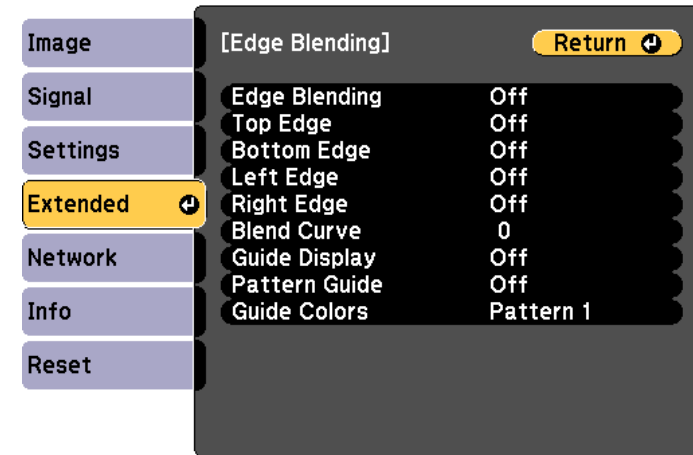 Image
Signal
Settings
Extended
Network
Info
Reset
[Edge Blending] Return
Edge Blending Off
Top Edge Off
Bottom Edge Off
Left Edge Off
Right Edge Off
Blend Curve 0
Guide Display Off
Pattern Guide Off
Guide Colors Pattern 1